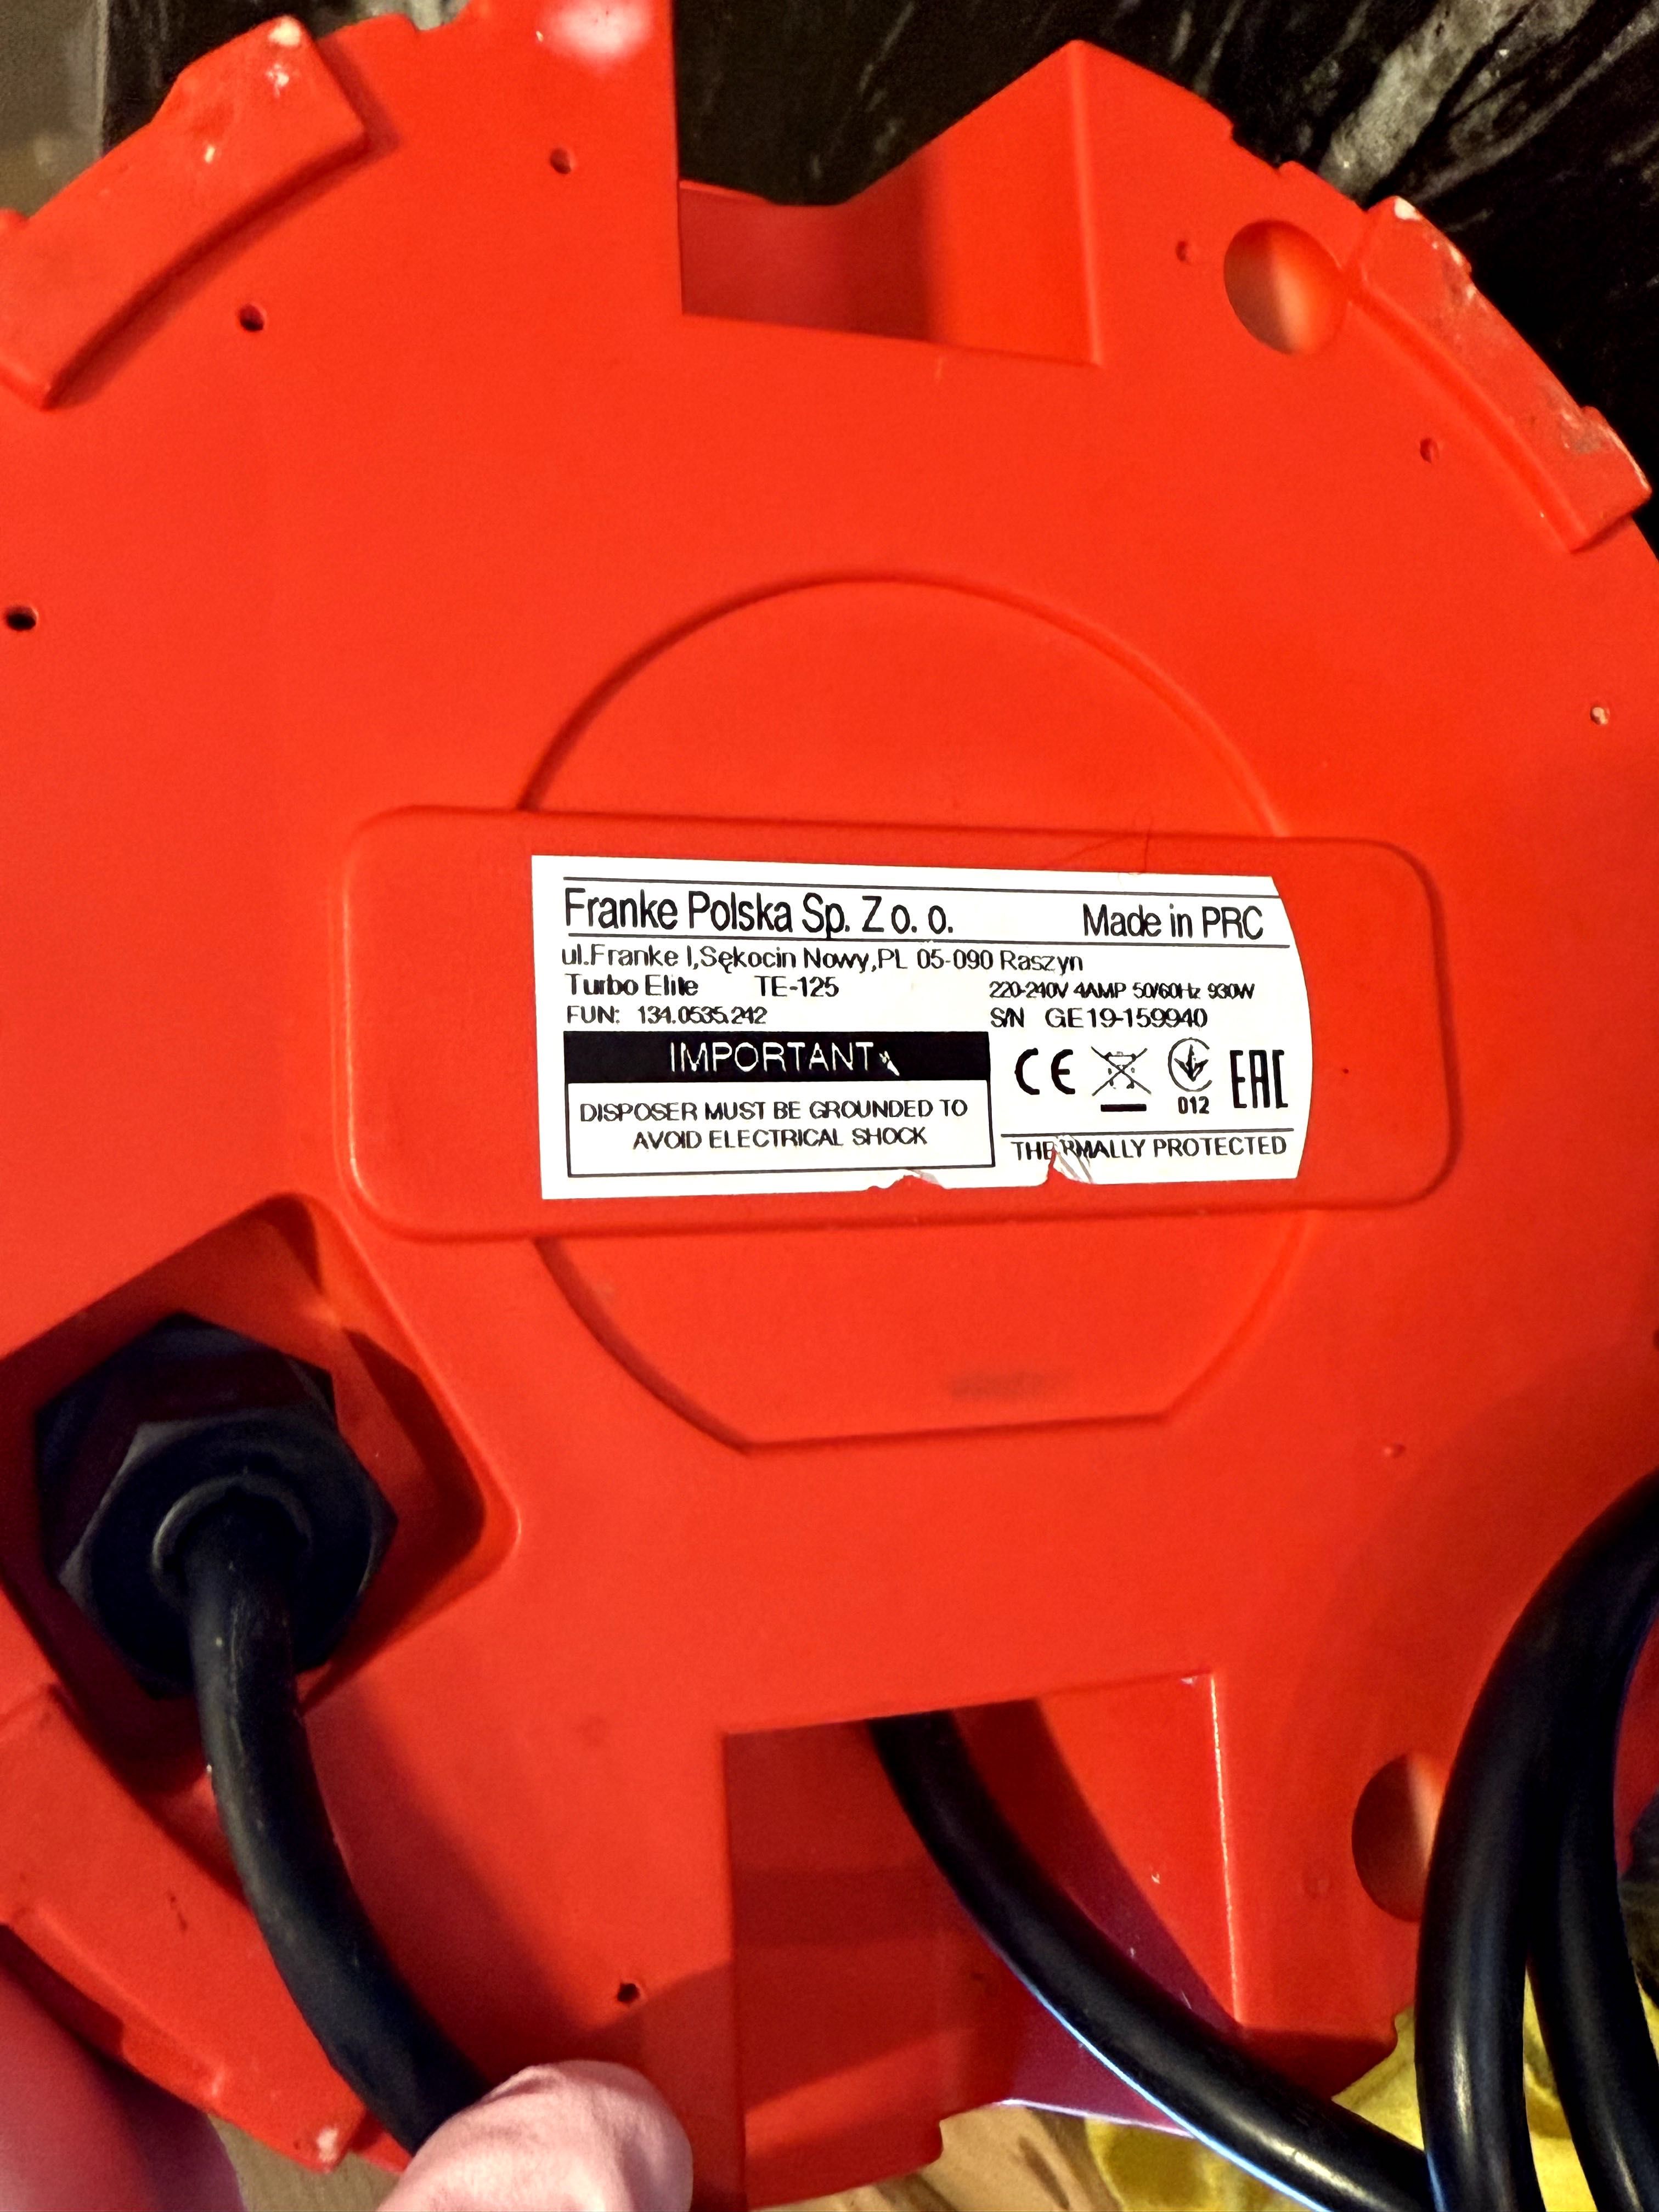 Franke Polska Sp. Z o. o. Made in PRC
ul.Franke I,Sękocin Nowy,PL 05-090 Raszyn
Turbo Elite TE-125 220-240V 4AMP 50/60Hz 930W
FUN: 134.0535.242 S/N GE19-159940
IMPORTANT
DISPOSER MUST BE GROUNDED TO
AVOID ELECTRICAL SHOCK
CE
012
EAC
THERMALLY PROTECTED